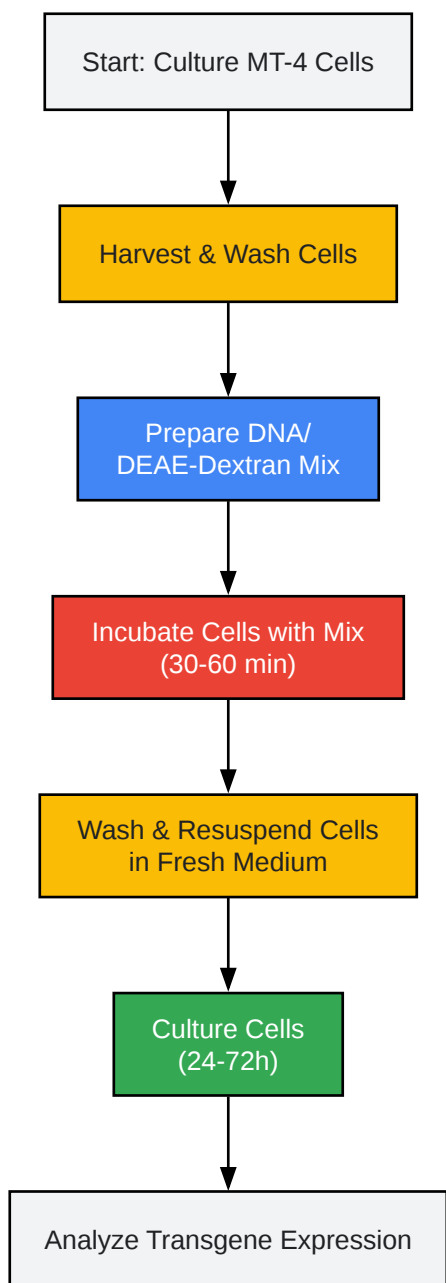 Start: Culture MT-4 Cells
Harvest & Wash Cells
Prepare DNA/
DEAE-Dextran Mix
Incubate Cells with Mix
(30-60 min)
Wash & Resuspend Cells
in Fresh Medium
Culture Cells
(24-72h)
Analyze Transgene Expression